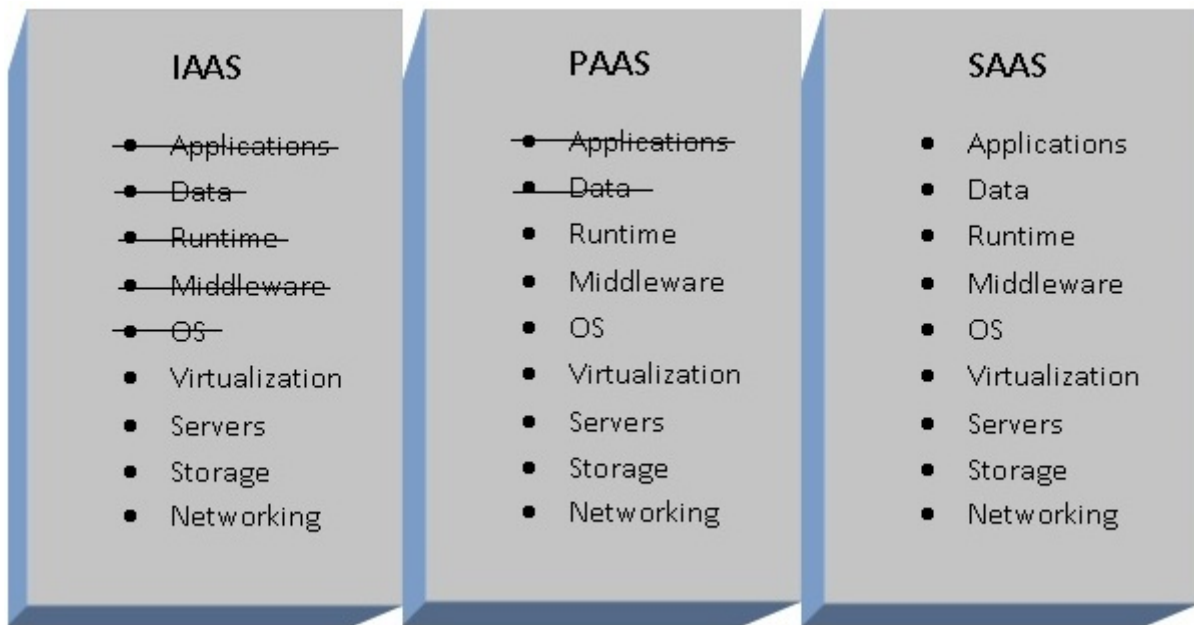 IAAS
• Applications
• Data
• Runtime
• Middleware
• OS
• Virtualization
• Servers
• Storage
• Networking
PAAS
• Applications
• Data
• Runtime
• Middleware
• OS
• Virtualization
• Servers
• Storage
• Networking
SAAS
• Applications
• Data
• Runtime
• Middleware
• OS
• Virtualization
• Servers
• Storage
• Networking